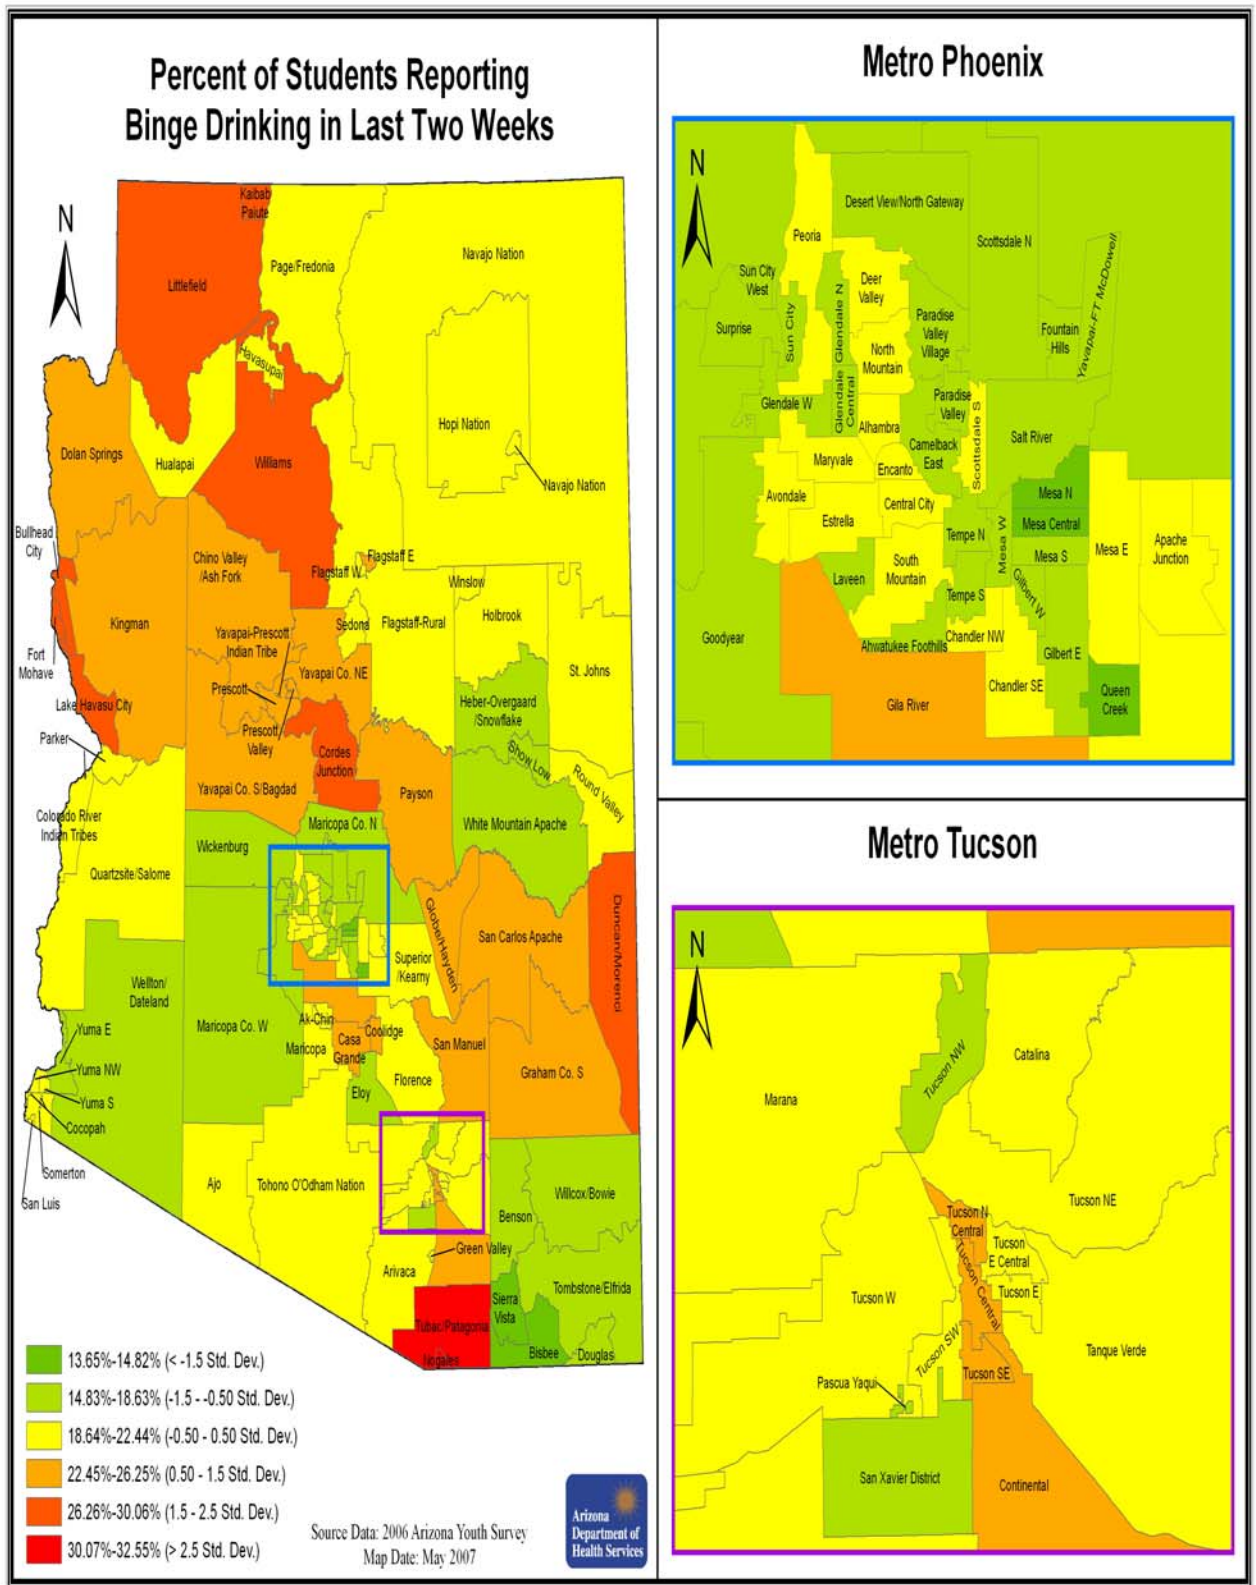 Percent of Students Reporting
Binge Drinking in Last Two Weeks
N
Kaibab
Paiute
Littlefield
Page/Fredonia
Navajo Nation
Havasupai
Dolan Springs
Hualapai
Williams
Hopi Nation
Navajo Nation
Bullhead
City
Chino Valley
/Ash Fork
Flagstaff E
Flagstaff W
Winslow
Kingman
Yavapai-Prescott
Indian Tribe
Sedona
Flagstaff-Rural
Holbrook
St. Johns
Fort
Mohave
Yavapai Co. NE
Prescott
Lake Havasu City
Heber-Overgaard
/Snowflake
Parker
Prescott
Valley
Cordes
Junction
Show Low
Round Valley
Yavapai Co. S/Bagdad
Payson
Colorado River
Indian Tribes
Maricopa Co. N
White Mountain Apache
Wickenburg
Quartzsite/Salome
Globe/Hayden
San Carlos Apache
Duncan/Morenci
Superior
/Kearny
Wellton/
Dateland
Yuma E
Maricopa Co. W
Ak-Chin
Maricopa
Casa
Grande
Coolidge
San Manuel
Graham Co. S
Yuma NW
Yuma S
Cocopah
Eloy
Florence
Somerton
San Luis
Ajo
Tohono O'Odham Nation
Willcox/Bowie
Benson
Green Valley
Arivaca
Tombstone/Elfrida
Sierra
Vista
Tubac/Patagonia
Nogales
Bisbee
Douglas
13.65%-14.82% (< -1.5 Std. Dev.)
14.83%-18.63% (-1.5 - -0.50 Std. Dev.)
18.64%-22.44% (-0.50 - 0.50 Std. Dev.)
22.45%-26.25% (0.50 - 1.5 Std. Dev.)
26.26%-30.06% (1.5 - 2.5 Std. Dev.)
30.07%-32.55% (> 2.5 Std. Dev.)
Source Data: 2006 Arizona Youth Survey
Map Date: May 2007
Arizona
Department of
Health Services
Metro Phoenix
N
Desert View/North Gateway
Peoria
Scottsdale N
Yavapai-FT McDowell
Sun City
West
Deer
Valley
Glendale N
Surprise
Sun City
Paradise
Valley
Village
Fountain
Hills
North
Mountain
Glendale W
Glendale
Central
Paradise
Valley
Scottsdale S
Alhambra
Salt River
Camelback
East
Maryvale
Encanto
Avondale
Central City
Mesa N
Estrella
Mesa Central
Tempe N
Mesa W
Mesa S
Mesa E
Apache
Junction
South
Mountain
Laveen
Gilbert W
Tempe S
Goodyear
Ahwatukee Foothills
Chandler NW
Gilbert E
Chandler SE
Queen
Creek
Gila River
Metro Tucson
N
Tucson NW
Catalina
Marana
Tucson NE
Tucson N
Central
Tucson
E Central
Tucson Central
Tucson E
Tucson W
Tucson SW
Tanque Verde
Pascua Yaqui
Tucson SE
San Xavier District
Continental